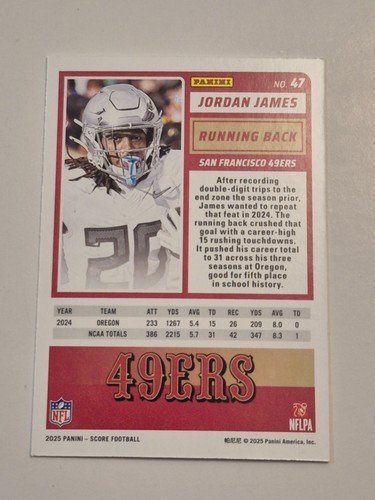 PANINI
NO. 47
JORDAN JAMES
RUNNING BACK
SAN FRANCISCO 49ERS
After recording
double-digit trips to the
end zone the season prior,
James wanted to repeat
that feat in 2024. The
running back crushed that
goal with a career-high
15 rushing touchdowns.
It pushed his career total
to 31 across his three
seasons at Oregon,
good for fifth place
in school history.
20
YEAR TEAM ATT YDS AVG TD REC YDS AVG TD
2024 OREGON 233 1267 5.4 15 26 209 8.0 0
NCAA TOTALS 386 2215 5.7 31 42 347 8.3 1
49ERS
NFL
NFLPA
2025 PANINI – SCORE FOOTBALL
帕尼尼 © 2025 Panini America, Inc.